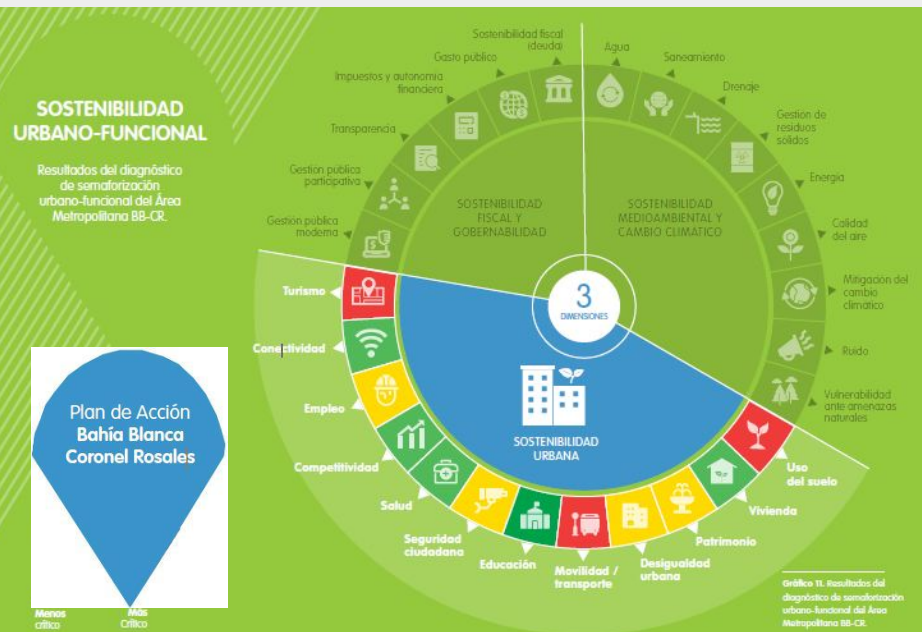 SOSTENIBILIDAD
URBANO-FUNCIONAL
Resultados del diagnóstico
de semaforización
urbano-funcional del Área
Metropolitana BB-CR.
Sostenibilidad fiscal
(deuda)
Gasto público
Impuestos y autonomía
financiera
Transparencia
Gestión pública
participativa
Gestión pública
moderna
Agua
Saneamiento
Drenaje
Gestión de
residuos
sólidos
Energía
Calidad
del aire
Mitigación del
cambio
climático
Ruido
Vulnerabilidad
ante amenazas
naturales
SOSTENIBILIDAD
FISCAL Y
GOBERNABILIDAD
SOSTENIBILIDAD
MEDIOAMBIENTAL Y
CAMBIO CLIMÁTICO
3
DIMENSIONES
SOSTENIBILIDAD
URBANA
Turismo
Conectividad
Empleo
Competitividad
Salud
Seguridad
ciudadana
Educación
Movilidad /
transporte
Desigualdad
urbana
Patrimonio
Vivienda
Uso
del suelo
Plan de Acción
Bahía Blanca
Coronel Rosales
Menos
crítico
Más
Crítico
Gráfico 11. Resultados del
diagnóstico de semaforización
urbano-funcional del Área
Metropolitana BB-CR.